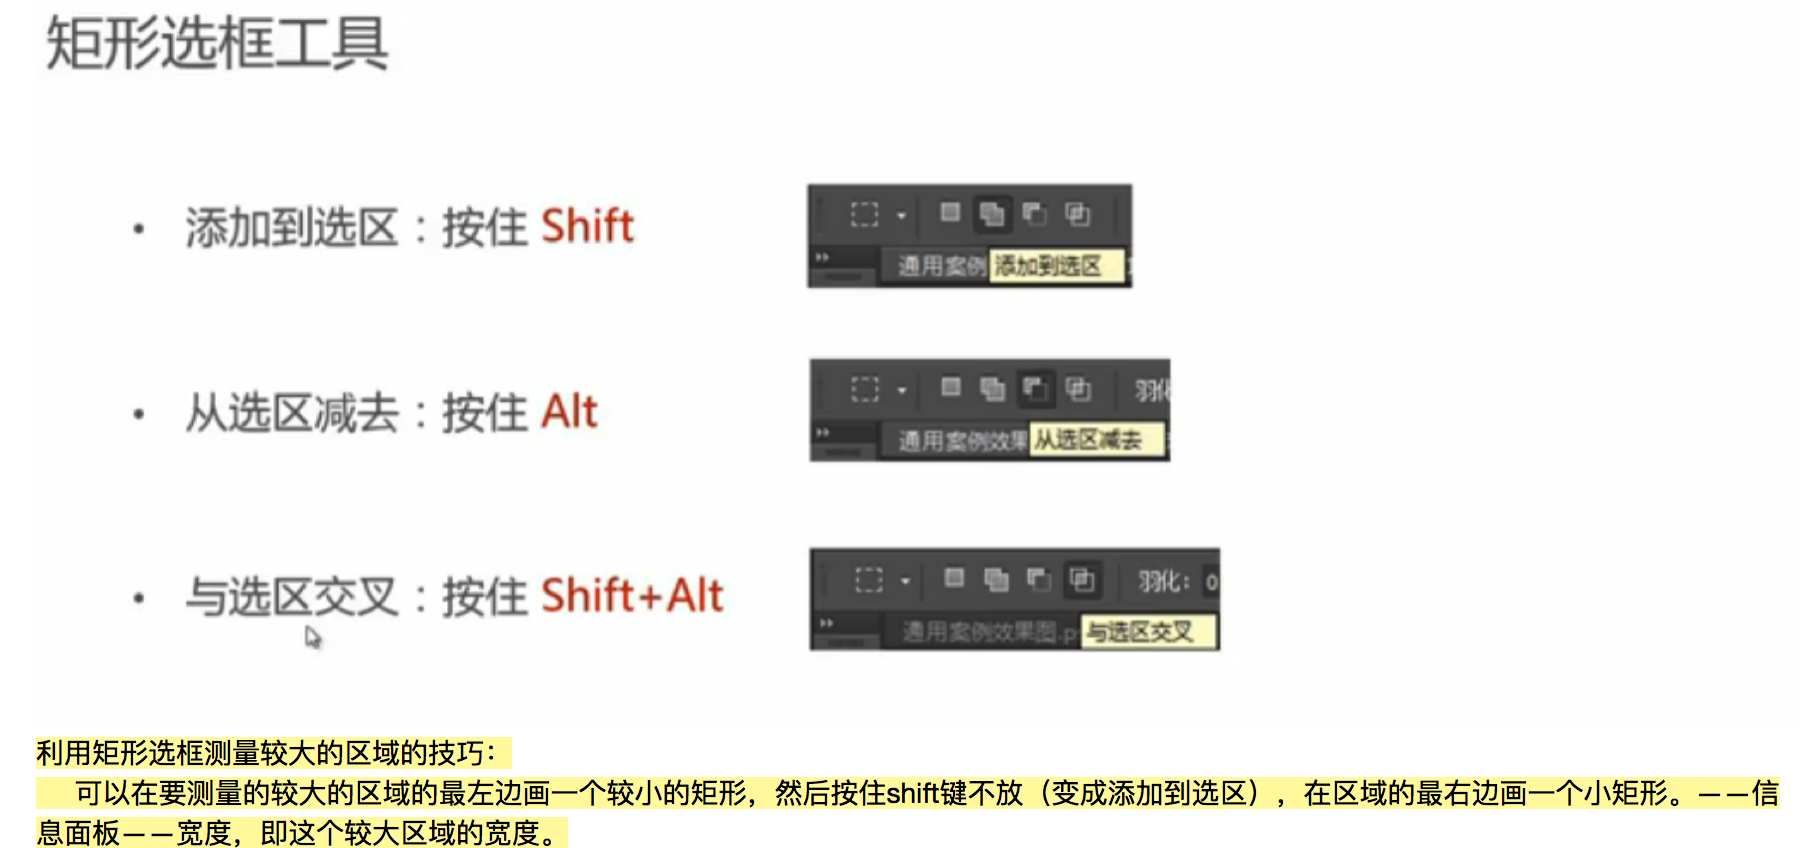 矩形选框工具
• 添加到选区：按住 Shift
通用案例 添加到选区
• 从选区减去：按住 Alt
羽化
通用案例效果 从选区减去
• 与选区交叉：按住 Shift+Alt
羽化： 0
通用案例效果图.p 与选区交叉
利用矩形选框测量较大的区域的技巧：
可以在要测量的较大的区域的最左边画一个较小的矩形，然后按住shift键不放（变成添加到选区），在区域的最右边画一个小矩形。——信
息面板——宽度，即这个较大区域的宽度。